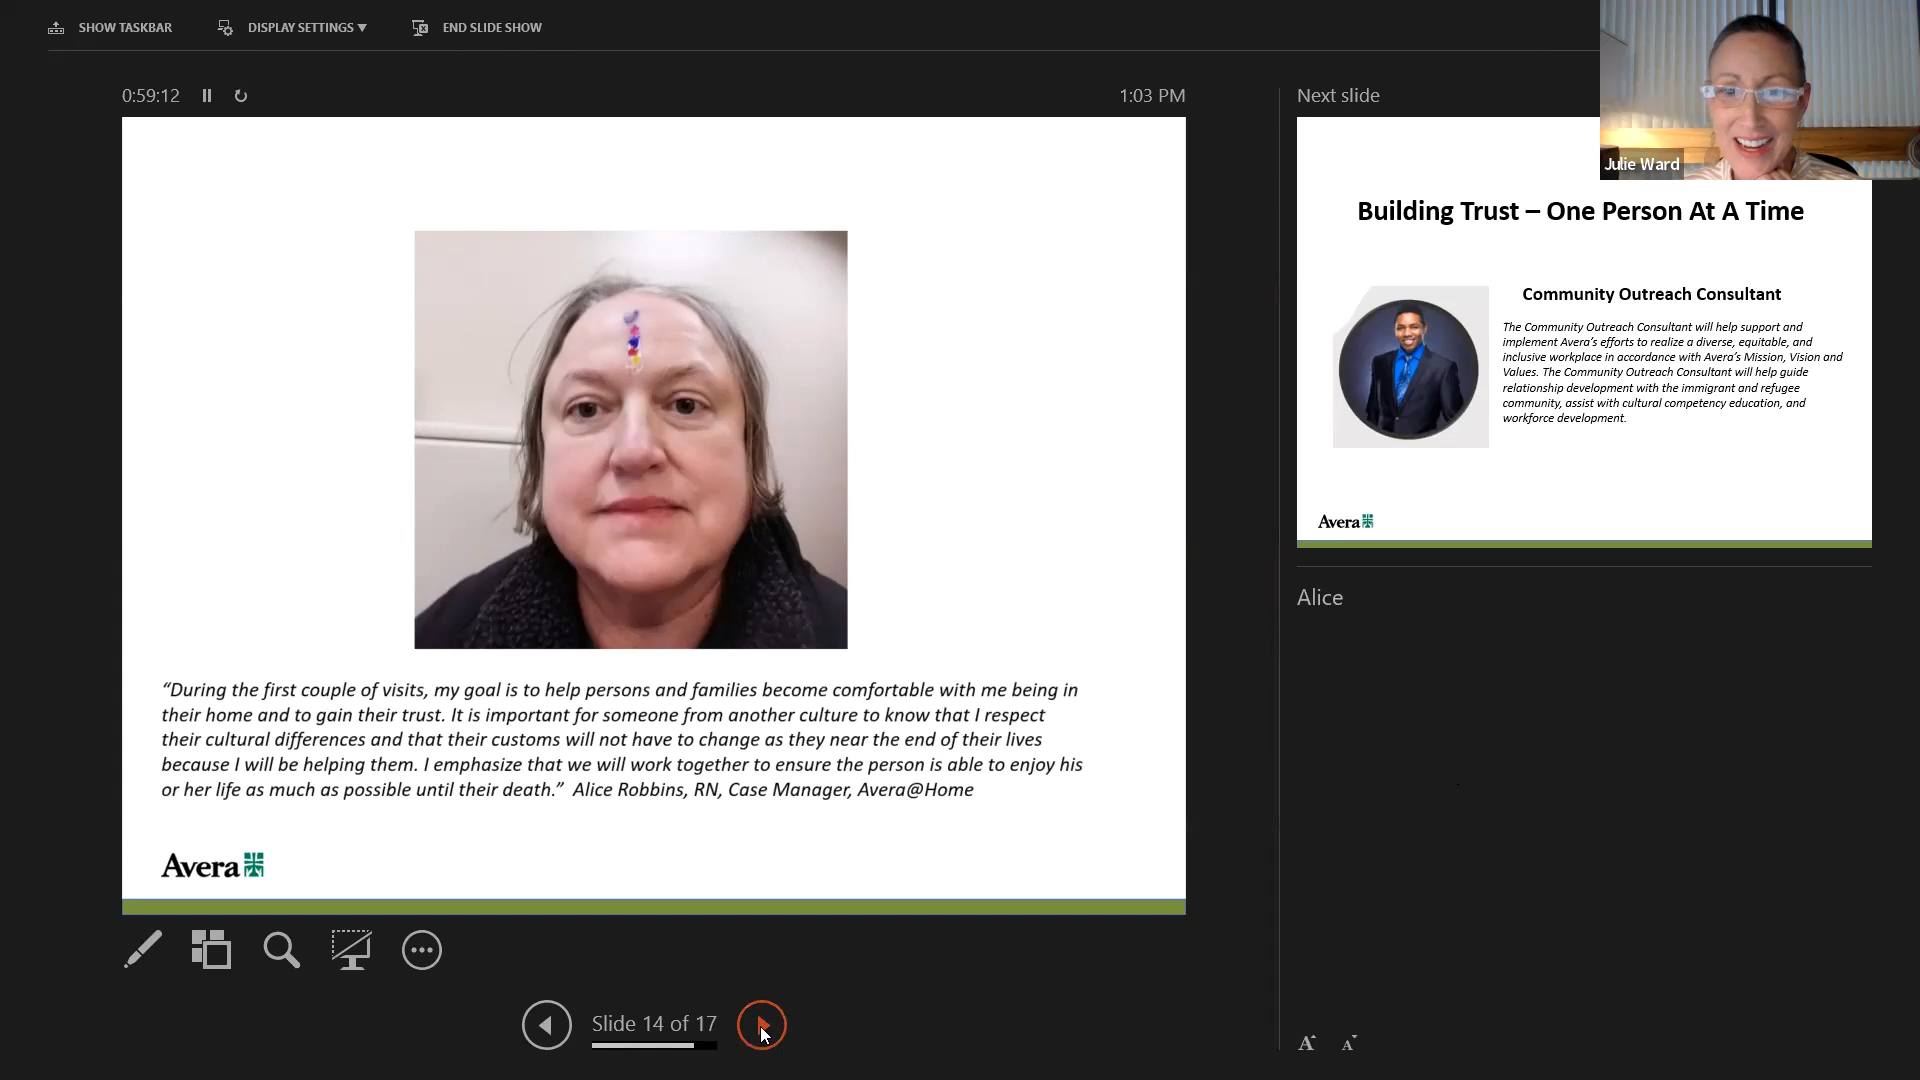 SHOW TASKBAR
DISPLAY SETTINGS
END SLIDE SHOW
0:59:12
1:03 PM
“During the first couple of visits, my goal is to help persons and families become comfortable with me being in
their home and to gain their trust. It is important for someone from another culture to know that I respect
their cultural differences and that their customs will not have to change as they near the end of their lives
because I will be helping them. I emphasize that we will work together to ensure the person is able to enjoy his
or her life as much as possible until their death.” Alice Robbins, RN, Case Manager, Avera@Home
Avera
Slide 14 of 17
Next slide
Julie Ward
Building Trust – One Person At A Time
Community Outreach Consultant
The Community Outreach Consultant will help support and
implement Avera’s efforts to realize a diverse, equitable, and
inclusive workplace in accordance with Avera’s Mission, Vision and
Values. The Community Outreach Consultant will help guide
relationship development with the immigrant and refugee
community, assist with cultural competency education, and
workforce development.
Avera
Alice
A A